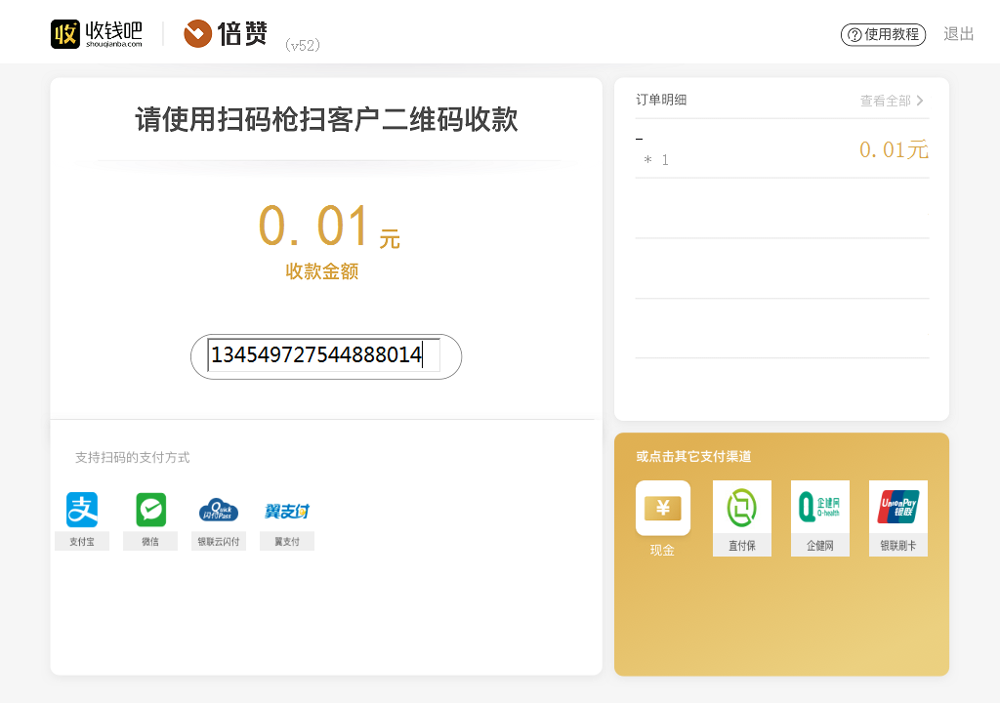 收 收钱吧 倍赞 (v52) 使用教程 退出
shouqianba.com
请使用扫码枪扫客户二维码收款
0.01元
收款金额
134549727544888014
支持扫码的支付方式
支
Quick Pass
闪付
翼支付
支付宝 微信 银联云闪付 翼支付
订单明细 查看全部
-
* 1
0.01元
或点击其它支付渠道
¥
企健网
Q-health
UnionPay
银联
现金 直付保 企健网 银联刷卡